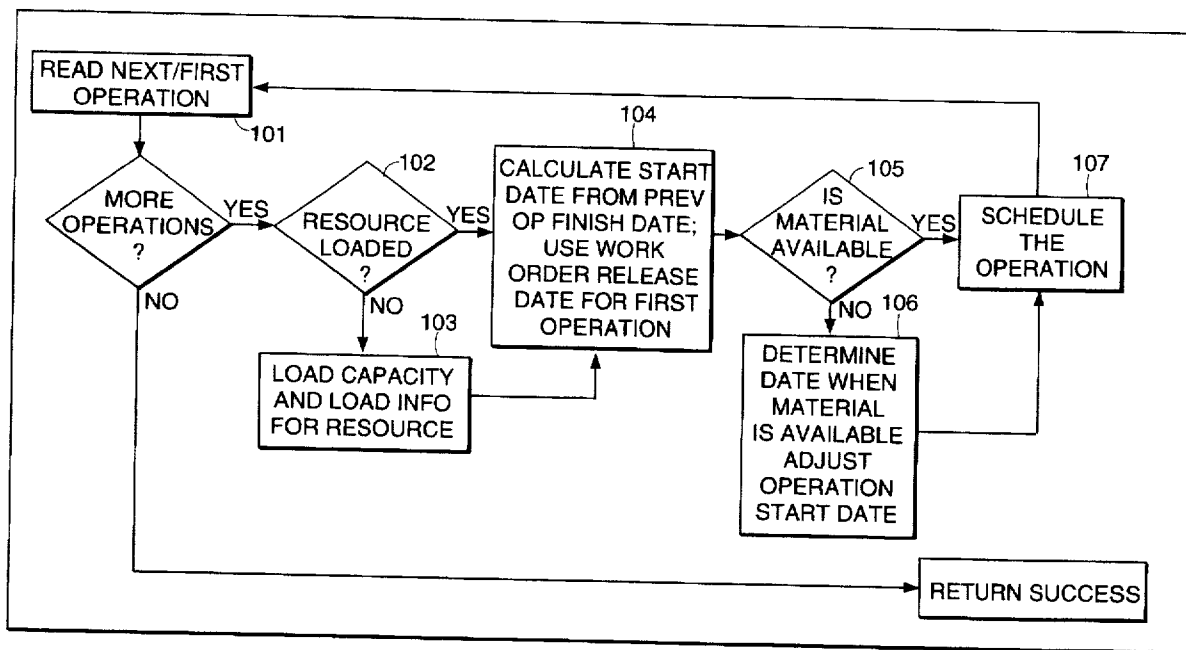 READ NEXT/FIRST
OPERATION
101
MORE
OPERATIONS
?
YES
NO
102
RESOURCE
LOADED
?
YES
NO
103
LOAD CAPACITY
AND LOAD INFO
FOR RESOURCE
104
CALCULATE START
DATE FROM PREV
OP FINISH DATE;
USE WORK
ORDER RELEASE
DATE FOR FIRST
OPERATION
105
IS
MATERIAL
AVAILABLE
?
YES
NO
106
DETERMINE
DATE WHEN
MATERIAL
IS AVAILABLE
ADJUST
OPERATION
START DATE
107
SCHEDULE
THE
OPERATION
RETURN SUCCESS